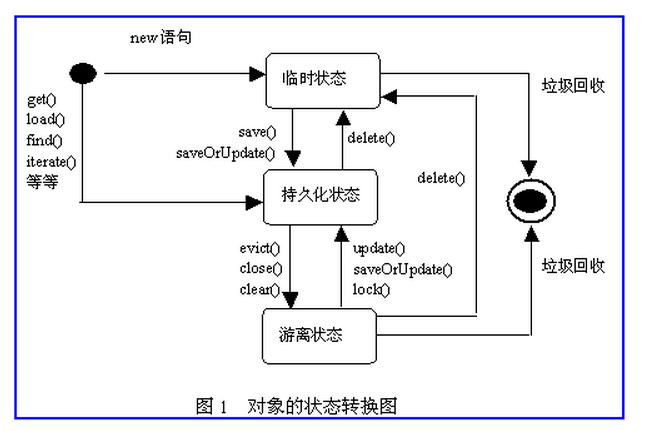 new语句
临时状态
垃圾回收
get()
load()
find()
iterate()
等等
save()
saveOrUpdate()
delete()
delete()
持久化状态
evict()
close()
clear()
update()
saveOrUpdate()
lock()
垃圾回收
游离状态
图 1 对象的状态转换图